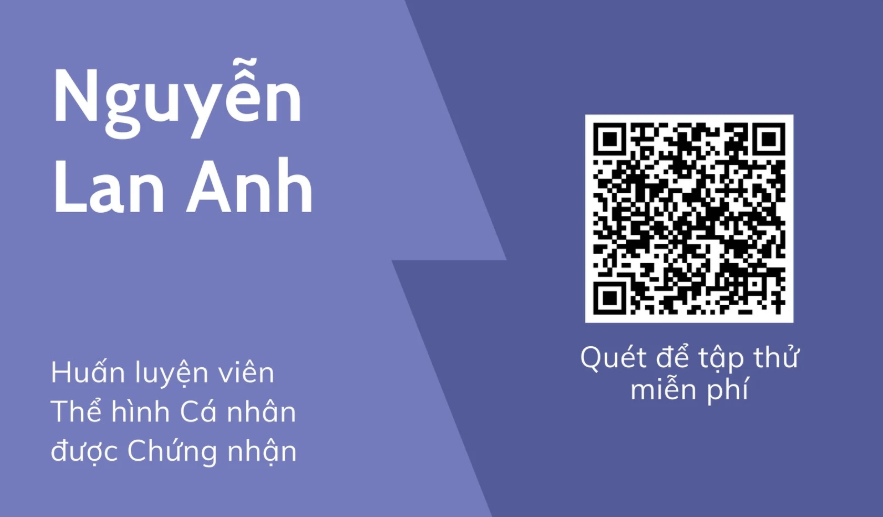 Nguyễn
Lan Anh
Huấn luyện viên
Thể hình Cá nhân
được Chứng nhận
Quét để tập thử
miễn phí